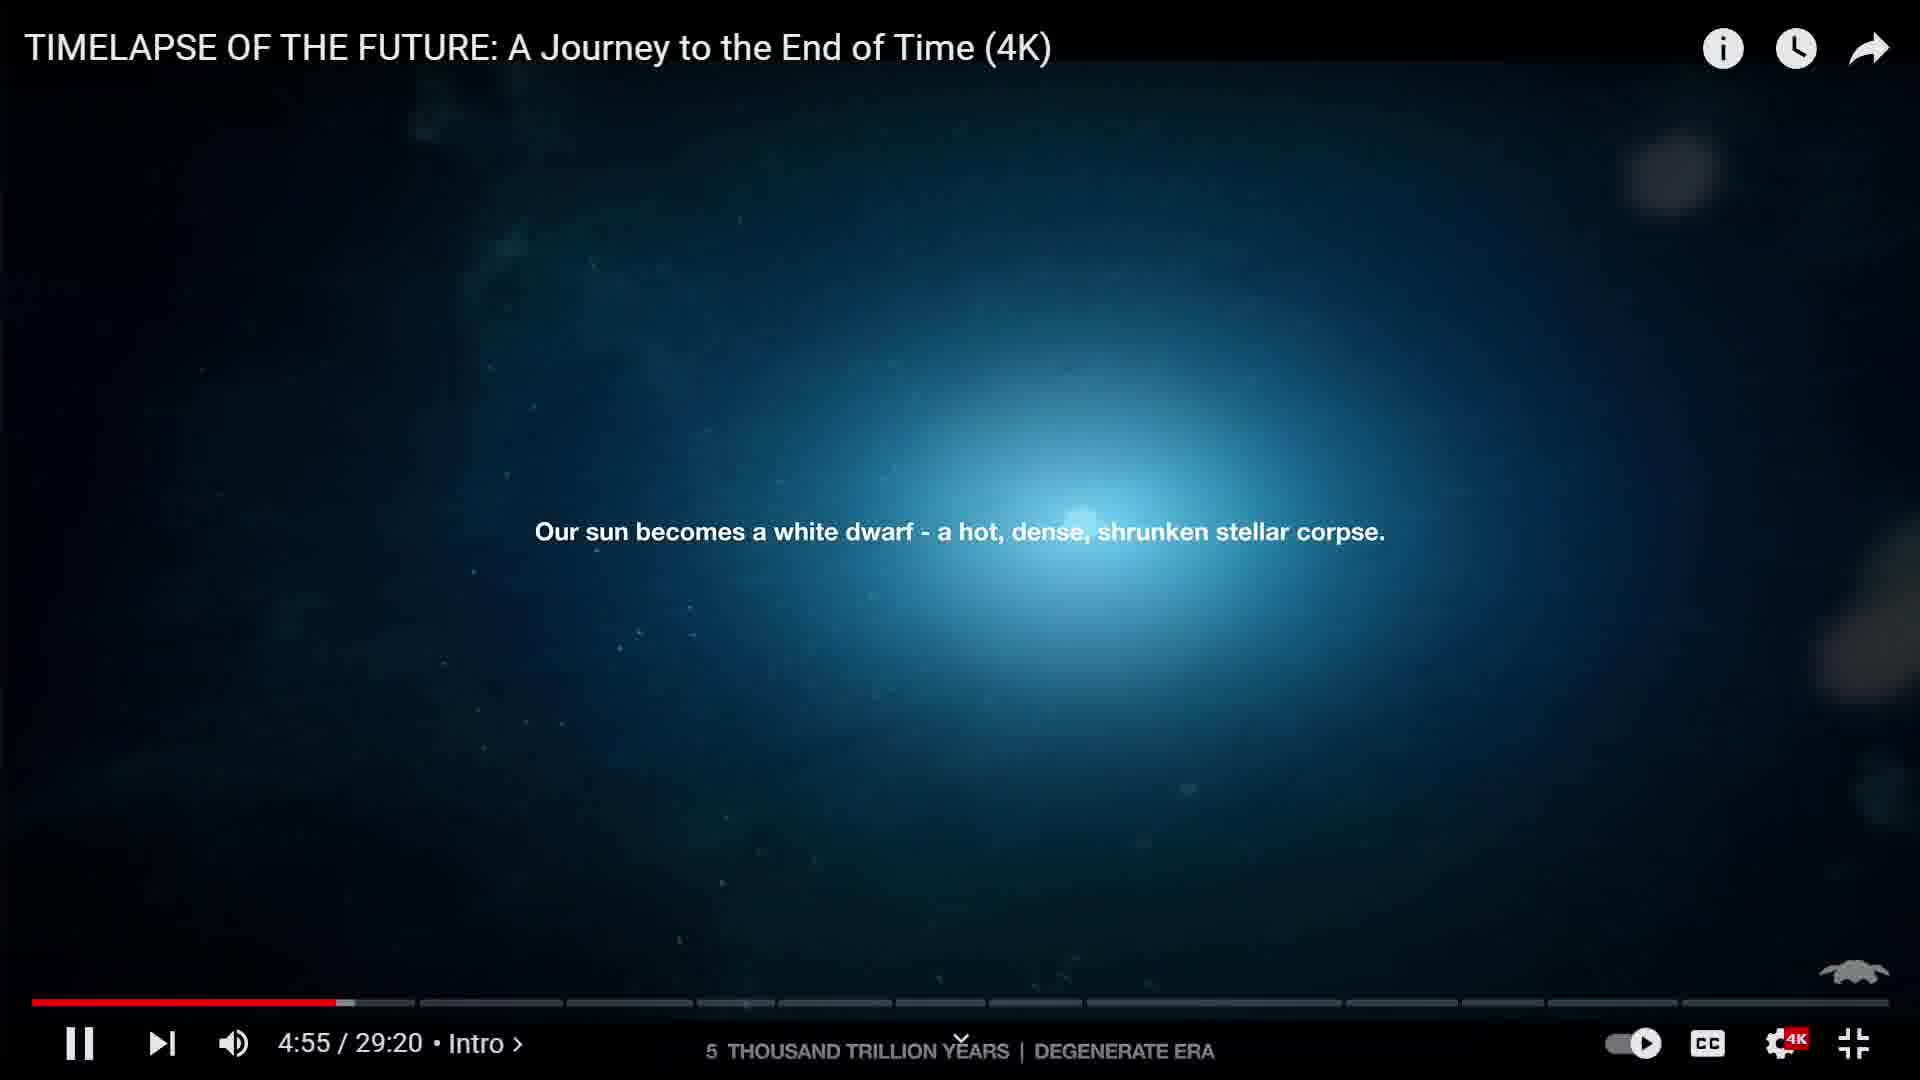 TIMELAPSE OF THE FUTURE: A Journey to the End of Time (4K)
Our sun becomes a white dwarf - a hot, dense, shrunken stellar corpse.
4:55 / 29:20 • Intro ›
5 THOUSAND TRILLION YEARS | DEGENERATE ERA
CC
4K